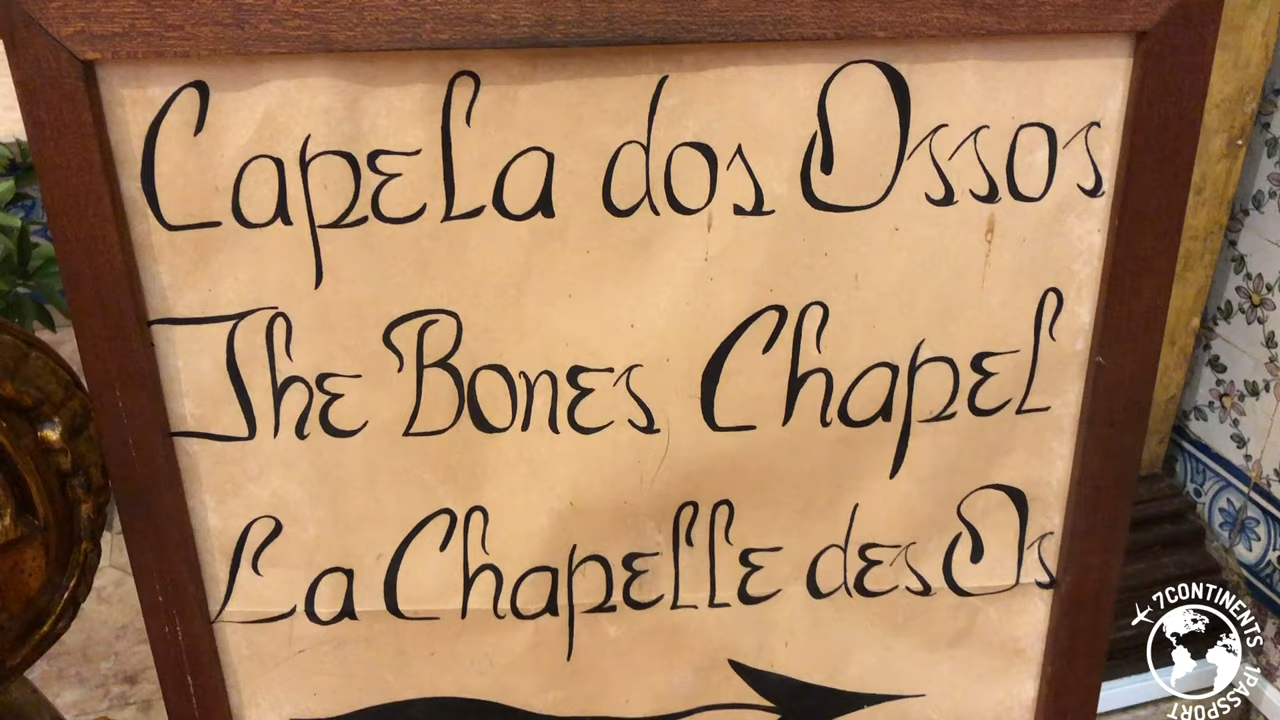 Capela dos Ossos
The Bones Chapel
La Chapelle des Os
7CONTINENTS 1PASSPORT